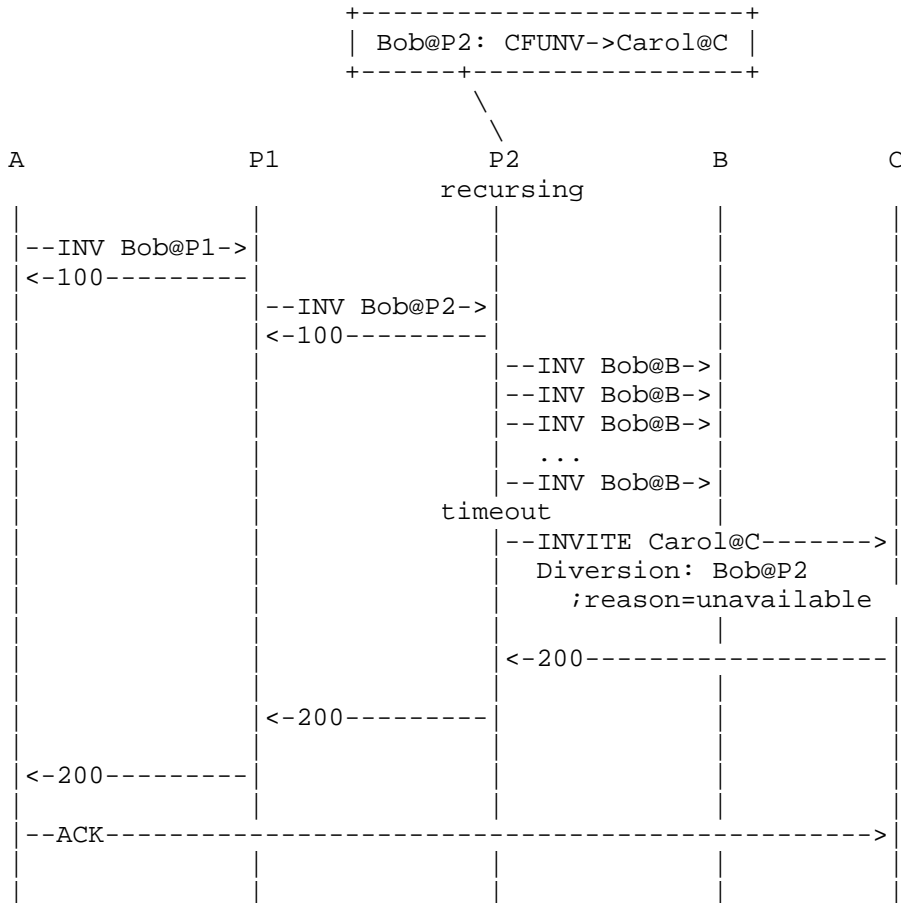 Bob@P2: CFUNV->Carol@C
A P1 P2 B C
recursing
--INV Bob@P1->
<-100---------
--INV Bob@P2->
<-100---------
--INV Bob@B->
--INV Bob@B->
--INV Bob@B->
...
--INV Bob@B->
timeout
--INVITE Carol@C------->
Diversion: Bob@P2
;reason=unavailable
<-200-------------------
<-200---------
<-200---------
--ACK--------------------------------------------->